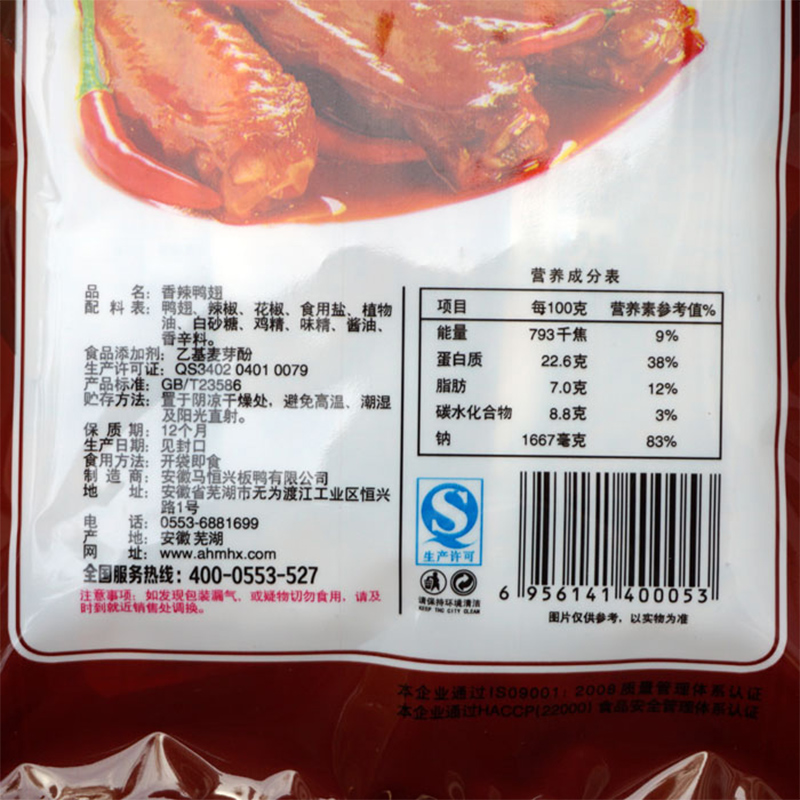 品 名：香辣鸭翅
配 料 表：鸭翅、辣椒、花椒、食用盐、植物
油、白砂糖、鸡精、味精、酱油、
香辛料。
食品添加剂：乙基麦芽酚
生产许可证：QS3402 0401 0079
产品标准：GB/T23586
贮存方法：置于阴凉干燥处，避免高温、潮湿
及阳光直射。
保 质 期：12个月
生产日期：见封口
食用方法：开袋即食
制 造 商：安徽马恒兴板鸭有限公司
地 址：安徽省芜湖市无为渡江工业区恒兴
路1号
电 话：0553-6881699
产 地：安徽 芜湖
网 址：www.ahmhx.com
全国服务热线：400-0553-527
注意事项：如发现包装漏气，或疑物切勿食用，请及
时到就近销售处调换。
营养成分表
项目 每100克 营养素参考值%
能量 793千焦 9%
蛋白质 22.6克 38%
脂肪 7.0克 12%
碳水化合物 8.8克 3%
钠 1667毫克 83%
生产许可
请保持环境清洁
KEEP THE CITY CLEAN
6 956141 400053
图片仅供参考，以实物为准
本企业通过ISO9001：2008质量管理体系认证
本企业通过HACCP(22000) 食品安全管理体系认证